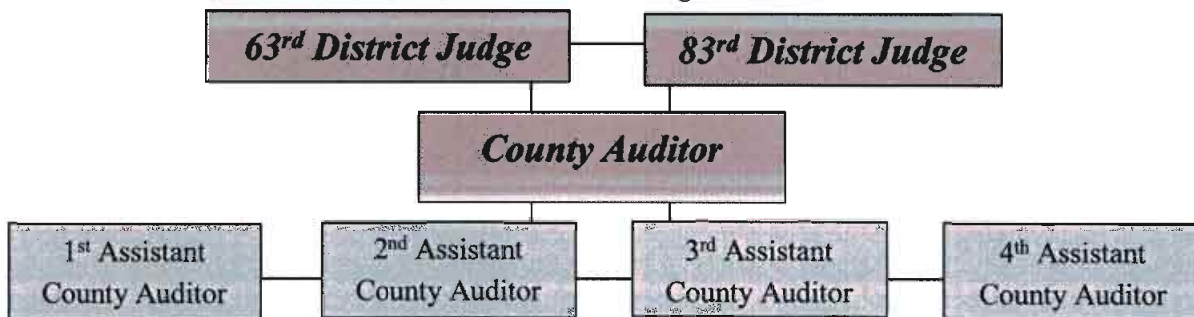 63rd District Judge 83rd District Judge
County Auditor
1st Assistant
County Auditor
2nd Assistant
County Auditor
3rd Assistant
County Auditor
4th Assistant
County Auditor